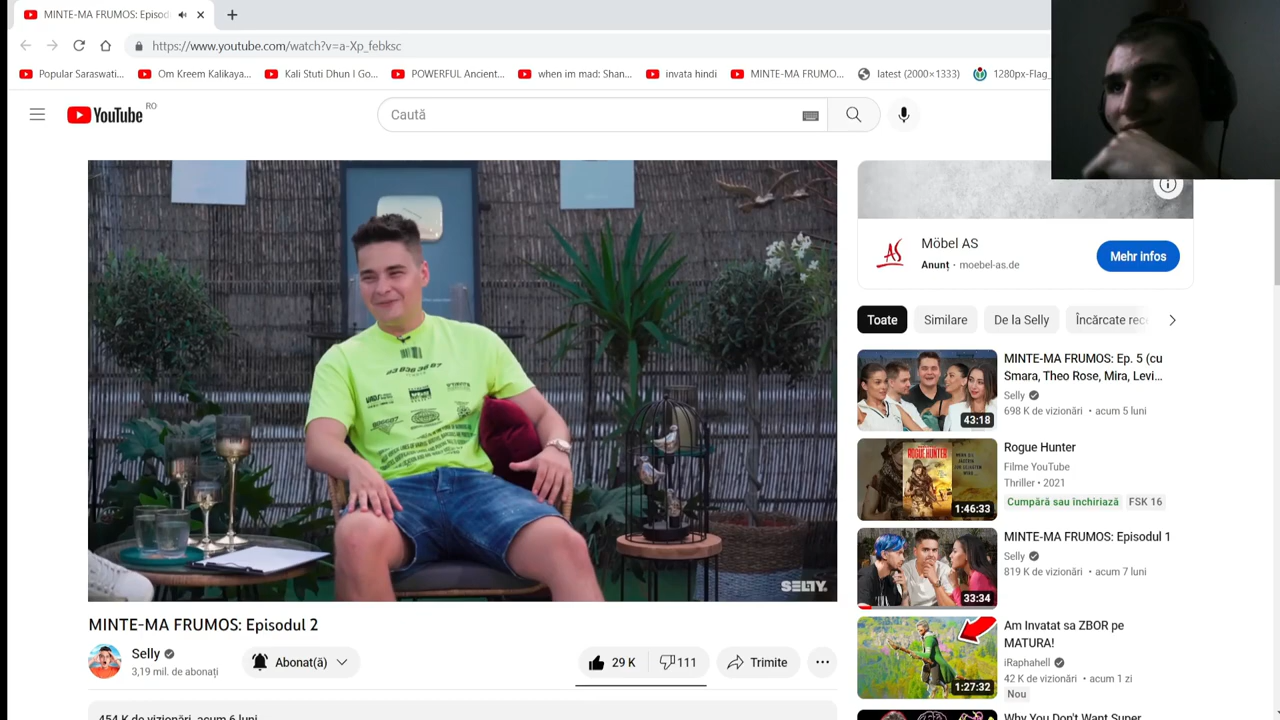 MINTE-MA FRUMOS: Episod
https://www.youtube.com/watch?v=a-Xp_febksc
Popular Saraswati...
Om Kreem Kalikaya...
Kali Stuti Dhun I Go...
POWERFUL Ancient...
when im mad: Shan...
invata hindi
MINTE-MA FRUMO...
latest (2000×1333)
1280px-Flag_
YouTube RO
Caută
SELLY
Möbel AS
Anunț · moebel-as.de
Mehr infos
Toate
Similare
De la Selly
Încărcate rec
MINTE-MA FRUMOS: Ep. 5 (cu
Smara, Theo Rose, Mira, Levi...
Selly
698 K de vizionări · acum 5 luni
43:18
Rogue Hunter
Filme YouTube
Thriller · 2021
Cumpără sau închiriază FSK 16
ROGUE HUNTER
1:46:33
MINTE-MA FRUMOS: Episodul 1
Selly
819 K de vizionări · acum 7 luni
33:34
Am Invatat sa ZBOR pe
MATURA!
iRaphahell
42 K de vizionări · acum 1 zi
Nou
1:27:32
Why You Don't Want Super
MINTE-MA FRUMOS: Episodul 2
Selly
3,19 mil. de abonați
Abonat(ă)
29 K
111
Trimite
454 K de vizionări acum 6 luni